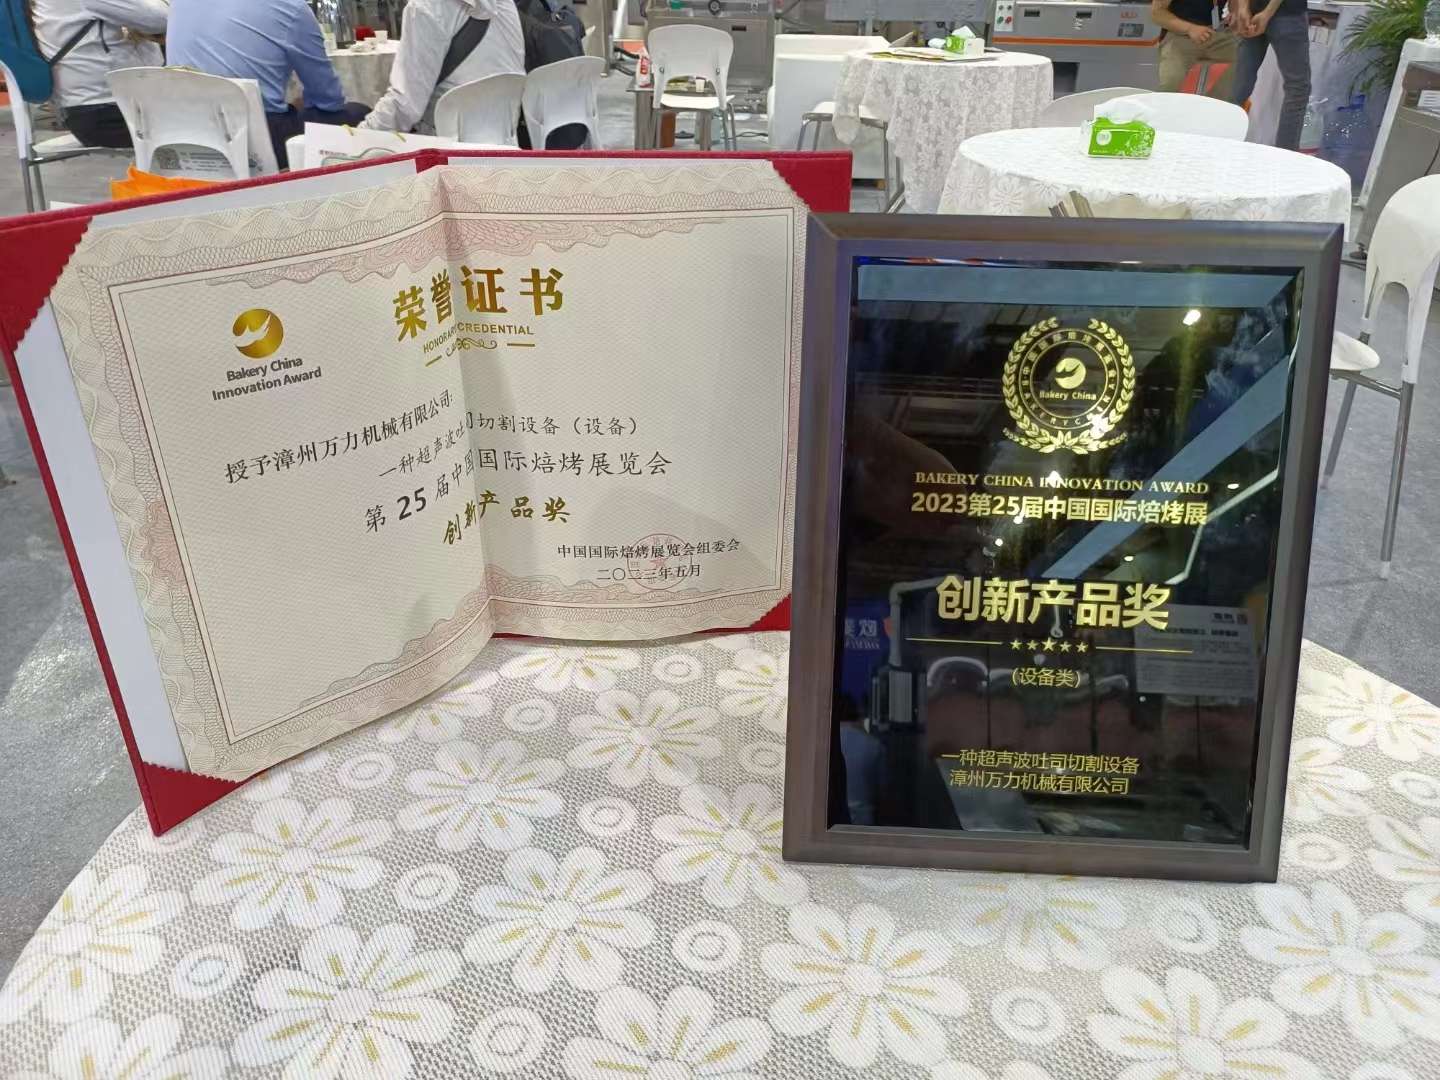 荣誉证书
HONORARY CREDENTIAL
Bakery China
Innovation Award
授予漳州万力机械有限公司:
一种超声波吐司切割设备（设备）
第25届中国国际焙烤展览会
创新产品奖
中国国际焙烤展览会组委会
二〇二三年五月
Bakery China
BAKERY CHINA INNOVATION AWARD
2023第25届中国国际焙烤展
创新产品奖
(设备类)
一种超声波吐司切割设备
漳州万力机械有限公司